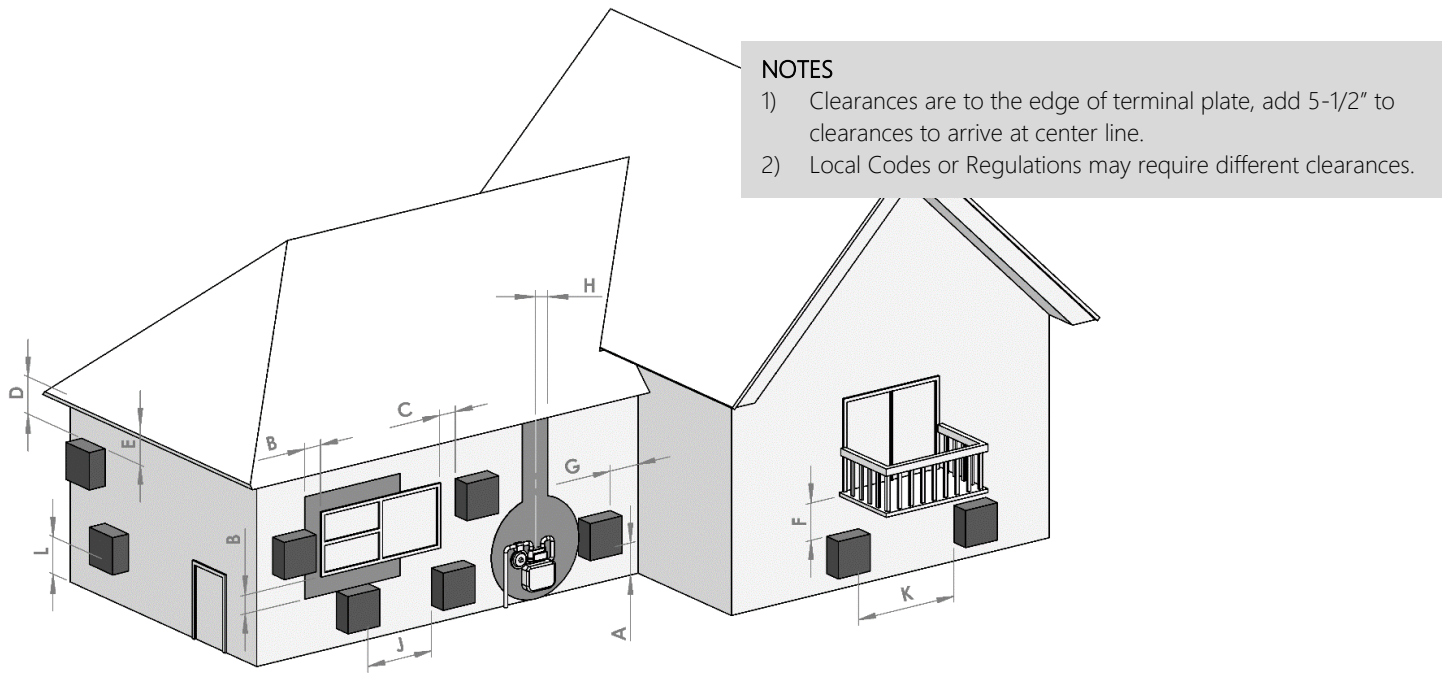 NOTES
1) Clearances are to the edge of terminal plate, add 5-1/2” to
clearances to arrive at center line.
2) Local Codes or Regulations may require different clearances.
H
D
C
E
B
G
F
B
L
K
A
J